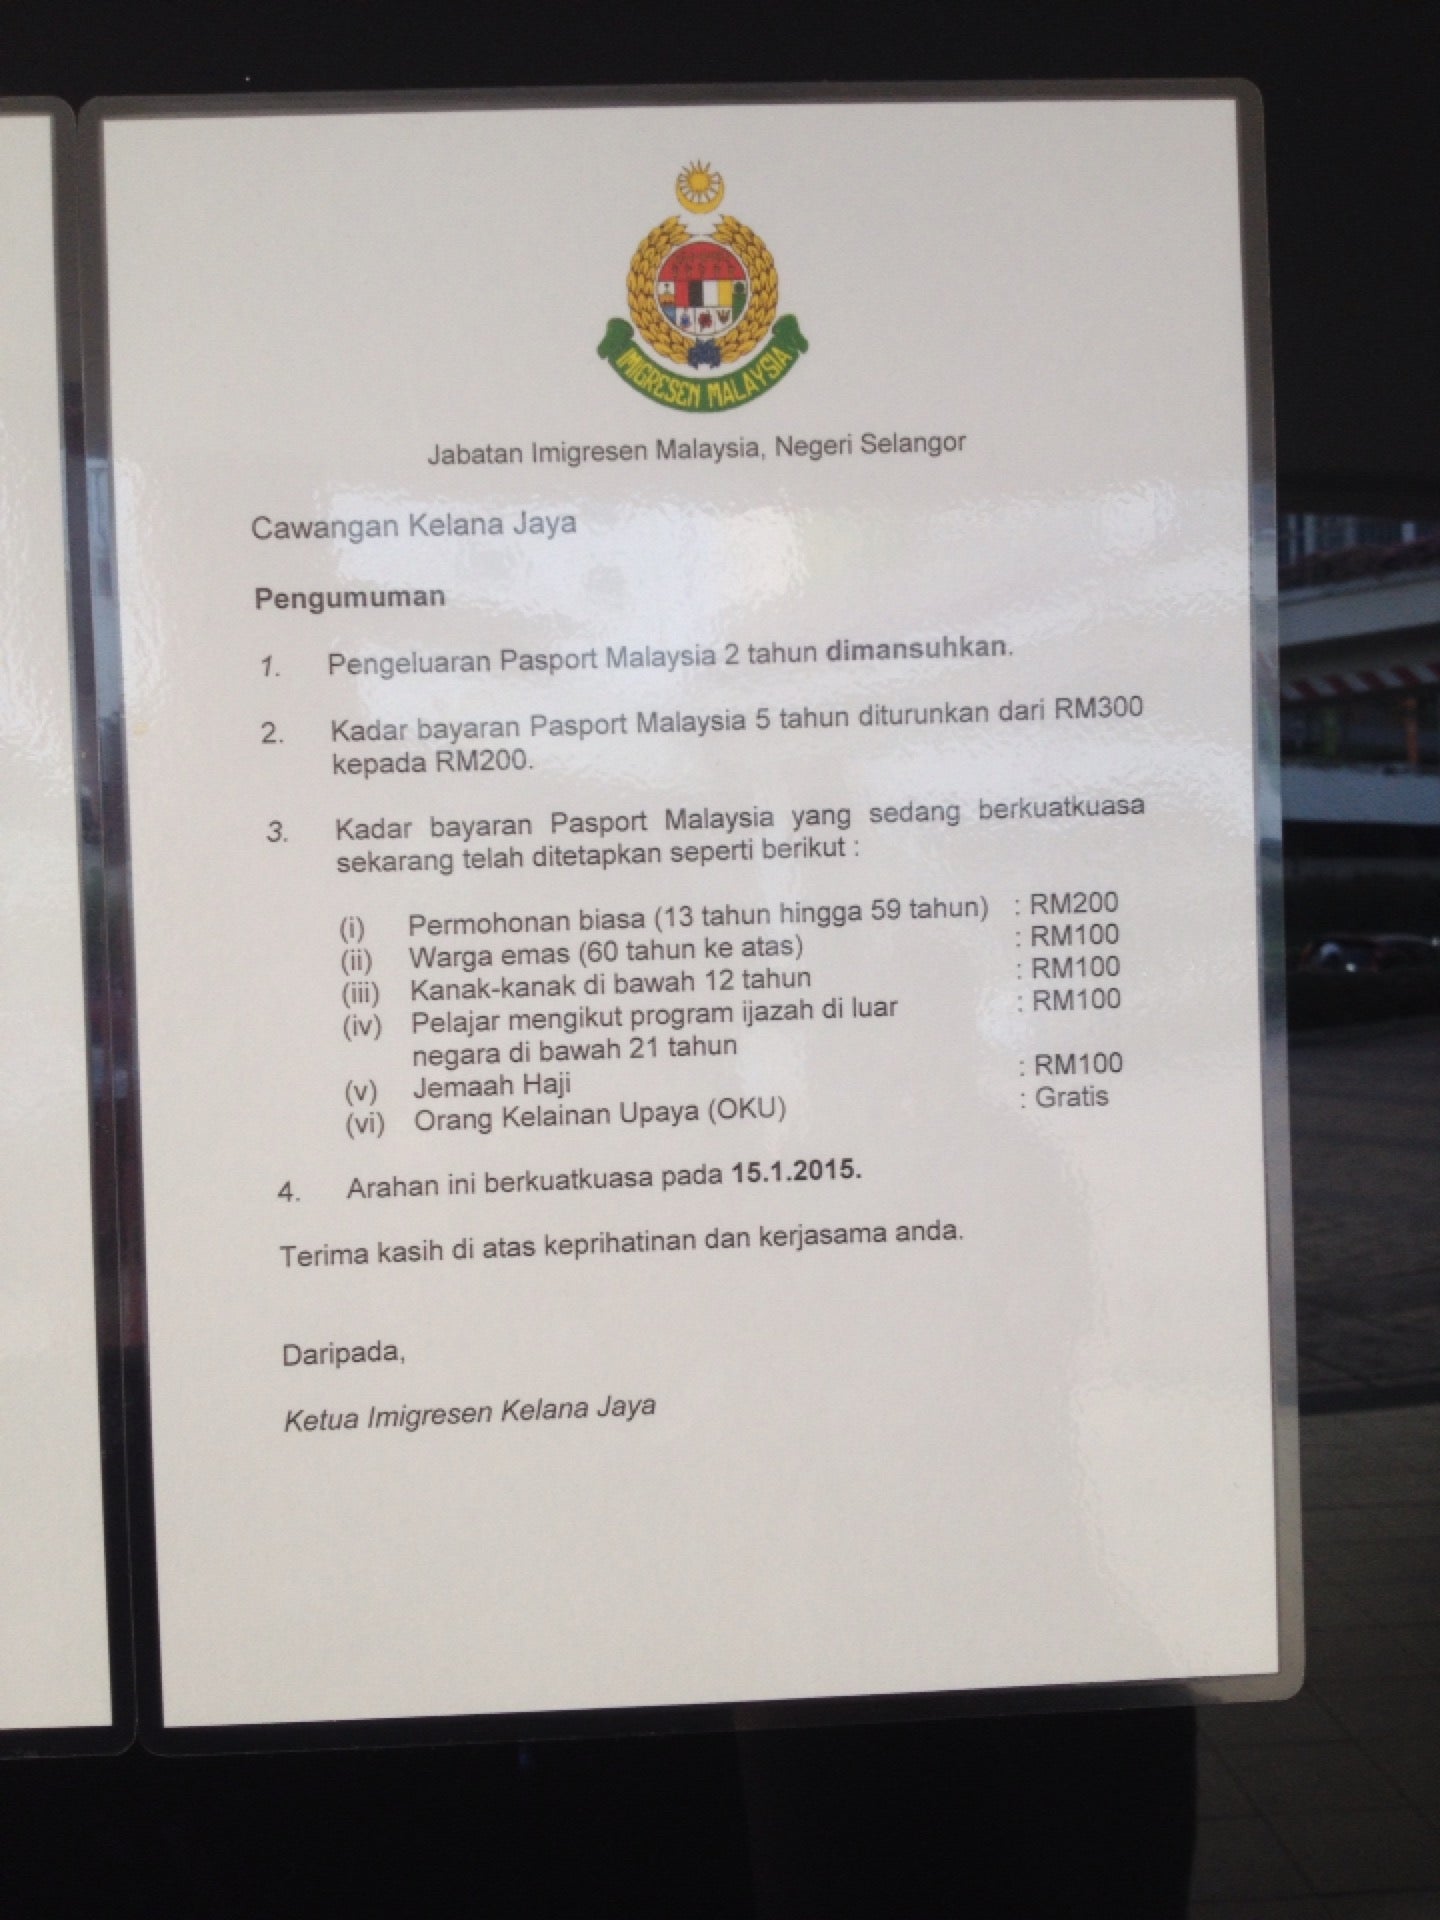 IMIGRESEN MALAYSIA
Jabatan Imigresen Malaysia, Negeri Selangor
Cawangan Kelana Jaya
Pengumuman
1. Pengeluaran Pasport Malaysia 2 tahun dimansuhkan.
2. Kadar bayaran Pasport Malaysia 5 tahun diturunkan dari RM300
kepada RM200.
3. Kadar bayaran Pasport Malaysia yang sedang berkuatkuasa
sekarang telah ditetapkan seperti berikut :
(i) Permohonan biasa (13 tahun hingga 59 tahun) : RM200
(ii) Warga emas (60 tahun ke atas) : RM100
(iii) Kanak-kanak di bawah 12 tahun : RM100
(iv) Pelajar mengikut program ijazah di luar : RM100
negara di bawah 21 tahun
(v) Jemaah Haji : RM100
(vi) Orang Kelainan Upaya (OKU) : Gratis
4. Arahan ini berkuatkuasa pada 15.1.2015.
Terima kasih di atas keprihatinan dan kerjasama anda.
Daripada,
Ketua Imigresen Kelana Jaya